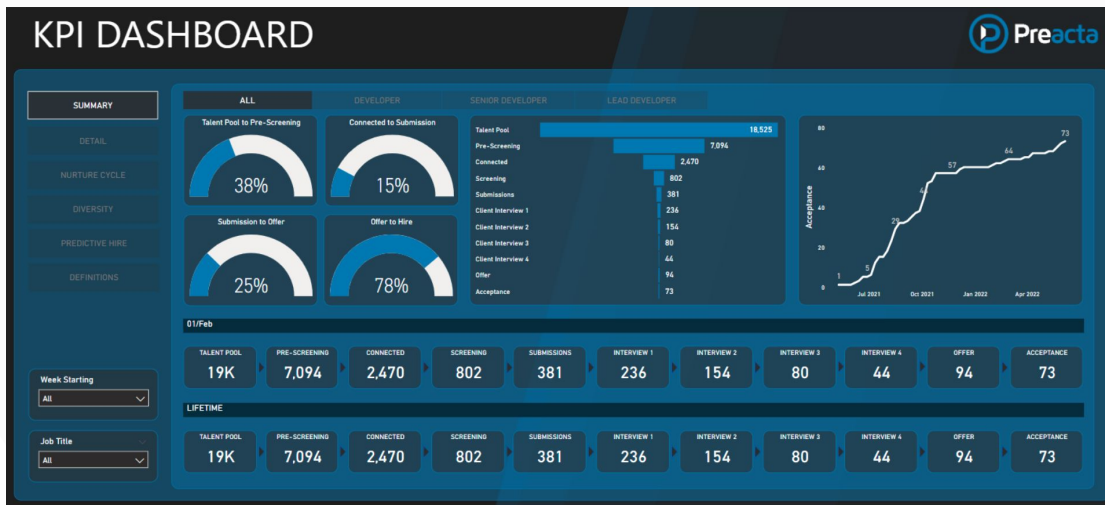 KPI DASHBOARD
Preacta
SUMMARY
DETAIL
NURTURE CYCLE
DIVERSITY
PREDICTIVE HIRE
DEFINITIONS
Week Starting
All
Job Title
All
ALL DEVELOPER SENIOR DEVELOPER LEAD DEVELOPER
Talent Pool to Pre-Screening
38%
Connected to Submission
15%
Submission to Offer
25%
Offer to Hire
78%
Talent Pool 18,525
Pre-Screening 7,094
Connected 2,470
Screening 802
Submissions 381
Client Interview 1 236
Client Interview 2 154
Client Interview 3 80
Client Interview 4 44
Offer 94
Acceptance 73
Acceptance
80
60
40
20
0
1
5
29
57
64
73
Jul 2021 Oct 2021 Jan 2022 Apr 2022
01/Feb
TALENT POOL PRE-SCREENING CONNECTED SCREENING SUBMISSIONS INTERVIEW 1 INTERVIEW 2 INTERVIEW 3 INTERVIEW 4 OFFER ACCEPTANCE
19K 7,094 2,470 802 381 236 154 80 44 94 73
LIFETIME
TALENT POOL PRE-SCREENING CONNECTED SCREENING SUBMISSIONS INTERVIEW 1 INTERVIEW 2 INTERVIEW 3 INTERVIEW 4 OFFER ACCEPTANCE
19K 7,094 2,470 802 381 236 154 80 44 94 73